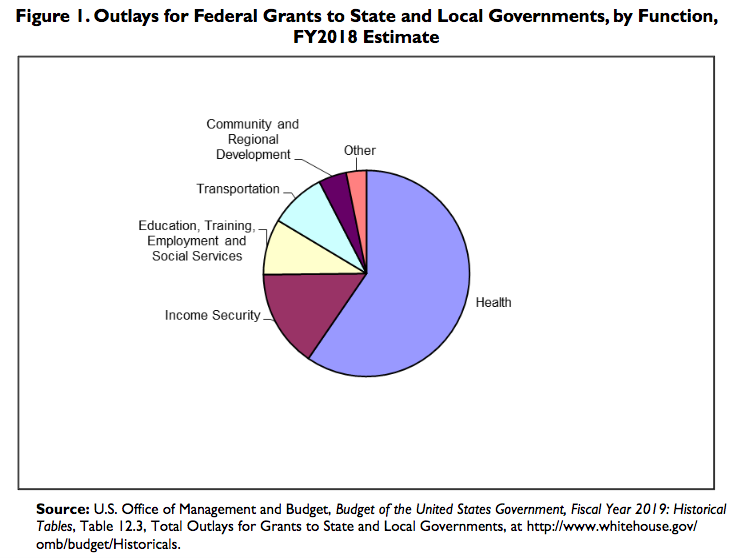 Figure 1. Outlays for Federal Grants to State and Local Governments, by Function,
FY2018 Estimate
Community and
Regional
Development
Other
Transportation
Education, Training,
Employment and
Social Services
Income Security
Health
Source: U.S. Office of Management and Budget, Budget of the United States Government, Fiscal Year 2019: Historical
Tables, Table 12.3, Total Outlays for Grants to State and Local Governments, at http://www.whitehouse.gov/
omb/budget/Historicals.